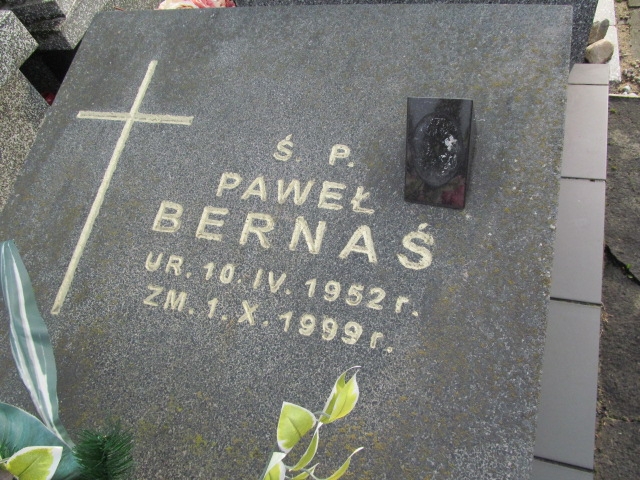 Ś. P.
PAWEŁ
BERNAŚ
UR. 10. IV. 1952 r.
ZM. 1. X. 1999 r.